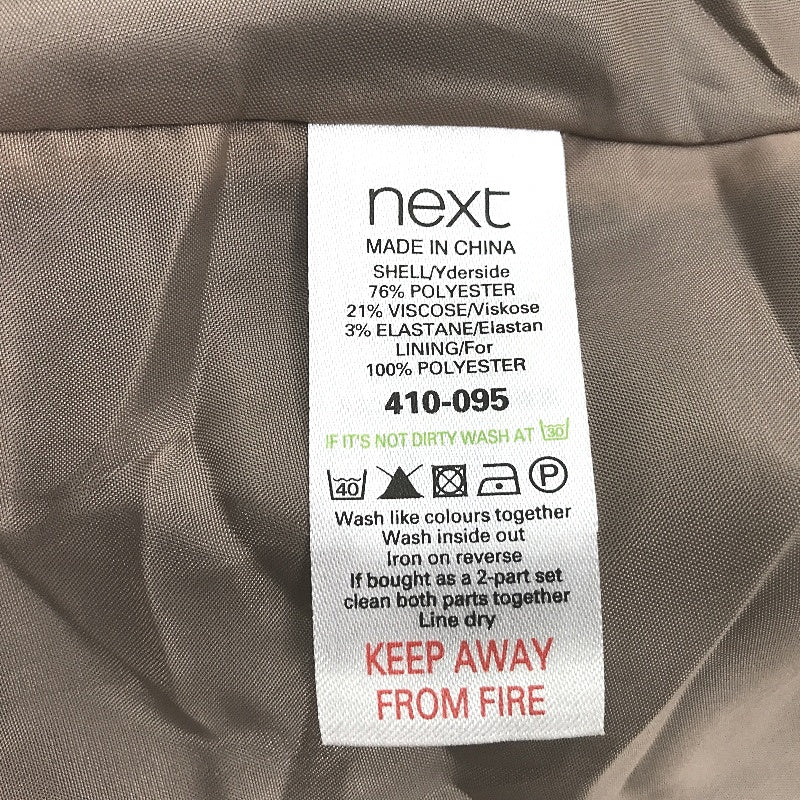 next
MADE IN CHINA
SHELL/Yderside
76% POLYESTER
21% VISCOSE/Viskose
3% ELASTANE/Elastan
LINING/For
100% POLYESTER
410-095
IF IT'S NOT DIRTY WASH AT 30
40 P
Wash like colours together
Wash inside out
Iron on reverse
If bought as a 2-part set
clean both parts together
Line dry
KEEP AWAY
FROM FIRE